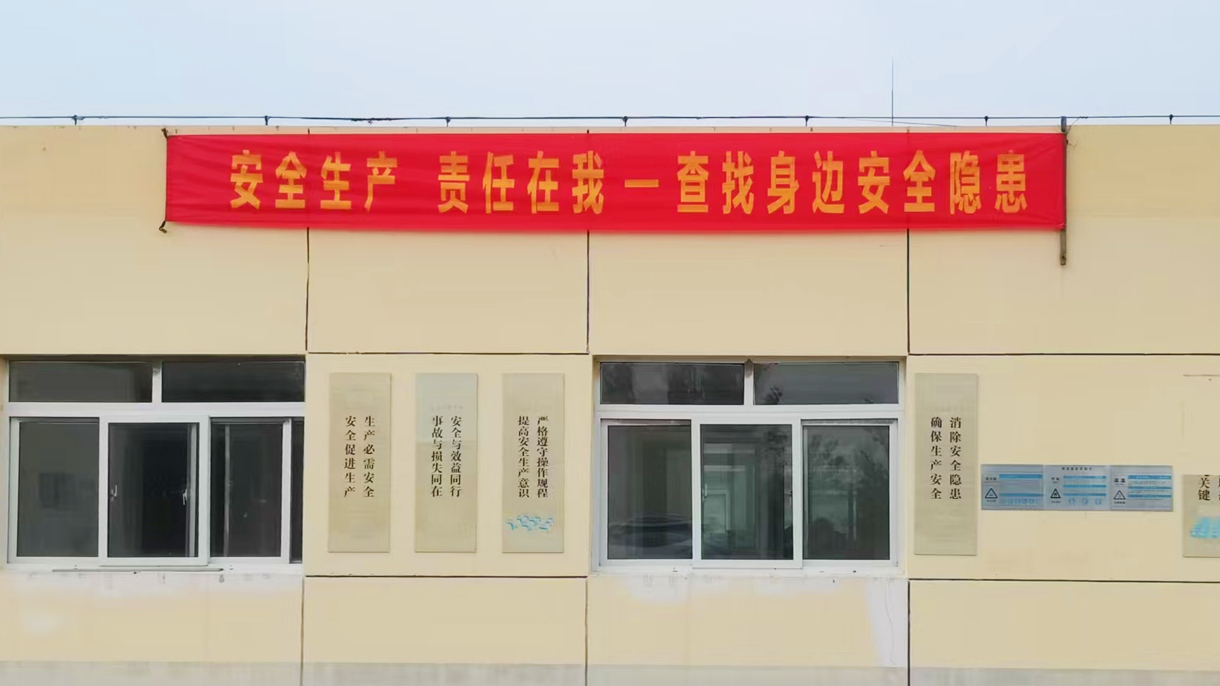 安全生产 责任在我—查找身边安全隐患
生产必需安全
安全促进生产
安全与效益同行
事故与损失同在
严格遵守操作规程
提高安全生产意识
消除安全隐患
确保生产安全
关键